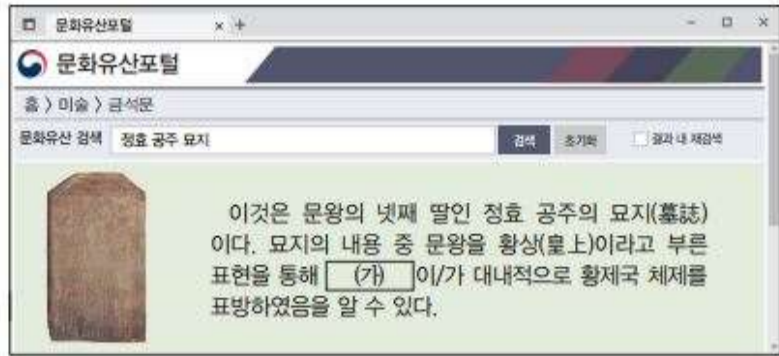 문화유산포털 × +
문화유산포털
홈 〉 미술 〉 금석문
문화유산 검색 정효 공주 묘지 검색 초기화 결과 내 재검색
이것은 문왕의 넷째 딸인 정효 공주의 묘지(墓誌)
이다. 묘지의 내용 중 문왕을 황상(皇上)이라고 부른
표현을 통해 (가) 이/가 대내적으로 황제국 체제를
표방하였음을 알 수 있다.